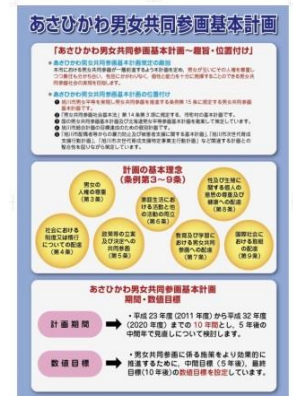 あさひかわ男女共同参画基本計画
「あさひかわ男女共同参画基本計画～趣旨・位置付け」
計画の基本理念
(条例第3～9条)
男女の
人権の尊重
(第3条)
社会における
制度又は慣行
についての配慮
(第4条)
政策等の立案
及び決定への
共同参画
(第5条)
家庭生活にお
ける活動と他
の活動の両立
(第6条)
教育及び学習に
おける男女共同
参画への配慮
(第7条)
性及び生殖に
関する個人の
意思の尊重及び
健康への配慮
(第8条)
国際社会に
おける取組
への配慮
(第9条)
あさひかわ男女共同参画基本計画
期間・数値目標
計画期間
・平成23年度(2011年度)から平成32年度
(2020年度)までの10年間とし、5年後の
中間年で見直しについて検討します。
数値目標
・男女共同参画に係る施策をより効果的に
推進するために、中間目標(5年後)、最終
目標(10年後)の数値目標を設定しています。